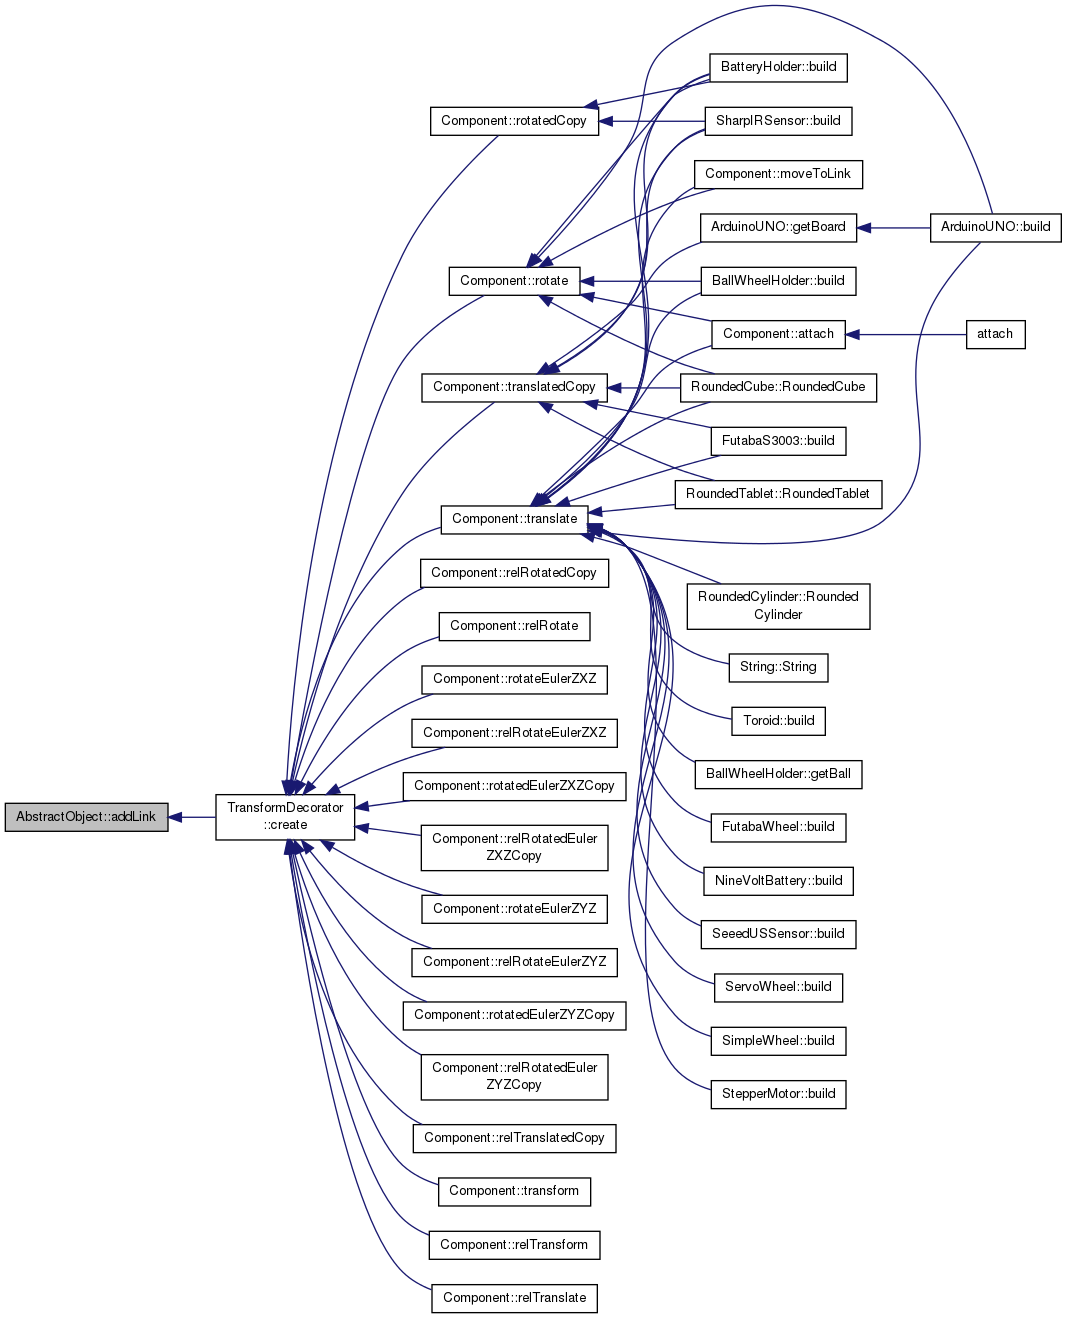 AbstractObject::addLink
TransformDecorator
::create
Component::rotatedCopy
Component::rotate
Component::translatedCopy
Component::translate
Component::relRotatedCopy
Component::relRotate
Component::rotateEulerZXZ
Component::relRotateEulerZXZ
Component::rotatedEulerZXZCopy
Component::relRotatedEuler
ZXZCopy
Component::rotateEulerZYZ
Component::relRotateEulerZYZ
Component::rotatedEulerZYZCopy
Component::relRotatedEuler
ZYZCopy
Component::relTranslatedCopy
Component::transform
Component::relTransform
Component::relTranslate
BatteryHolder::build
SharpIRSensor::build
Component::moveToLink
ArduinoUNO::getBoard
BallWheelHolder::build
Component::attach
RoundedCube::RoundedCube
FutabaS3003::build
RoundedTablet::RoundedTablet
RoundedCylinder::Rounded
Cylinder
String::String
Toroid::build
BallWheelHolder::getBall
FutabaWheel::build
NineVoltBattery::build
SeeedUSSensor::build
ServoWheel::build
SimpleWheel::build
StepperMotor::build
ArduinoUNO::build
attach